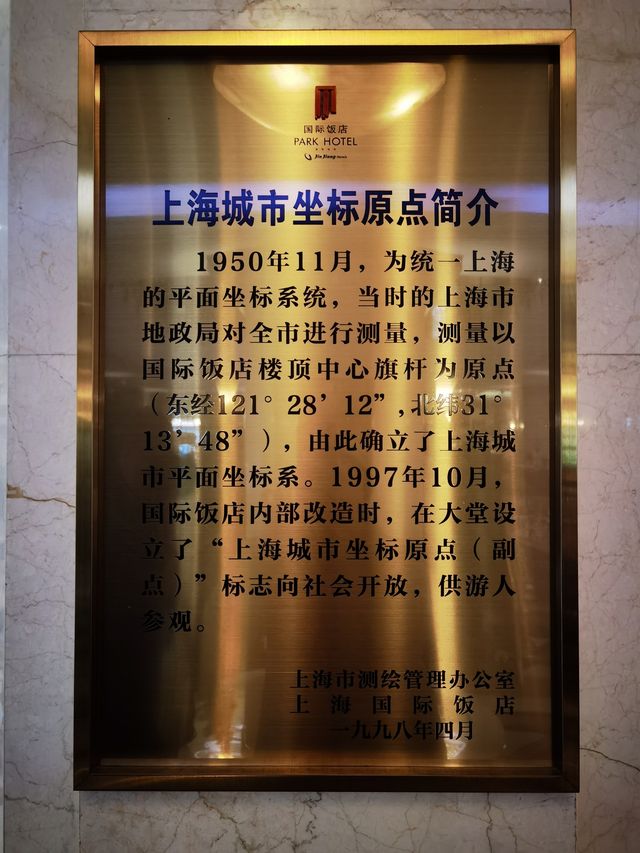 国际饭店
PARK HOTEL
★★★★
Jin Jiang Hotels
上海城市坐标原点简介
1950年11月，为统一上海
的平面坐标系统，当时的上海市
地政局对全市进行测量，测量以
国际饭店楼顶中心旗杆为原点
（东经121°28’12”,北纬31°
13’48”），由此确立了上海城
市平面坐标系。1997年10月，
国际饭店内部改造时，在大堂设
立了“上海城市坐标原点（副
点）”标志向社会开放，供游人
参观。
上海市测绘管理办公室
上海国际饭店
一九九八年四月